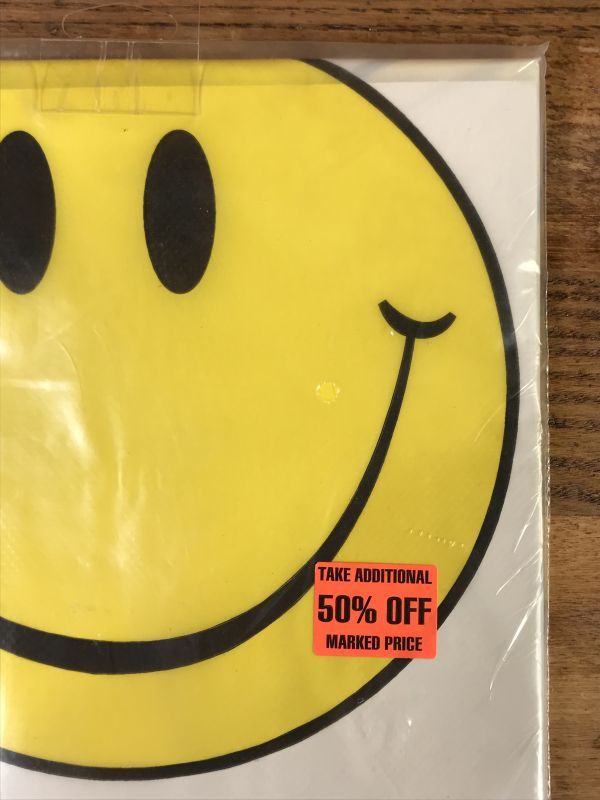 TAKE ADDITIONAL
50% OFF
MARKED PRICE